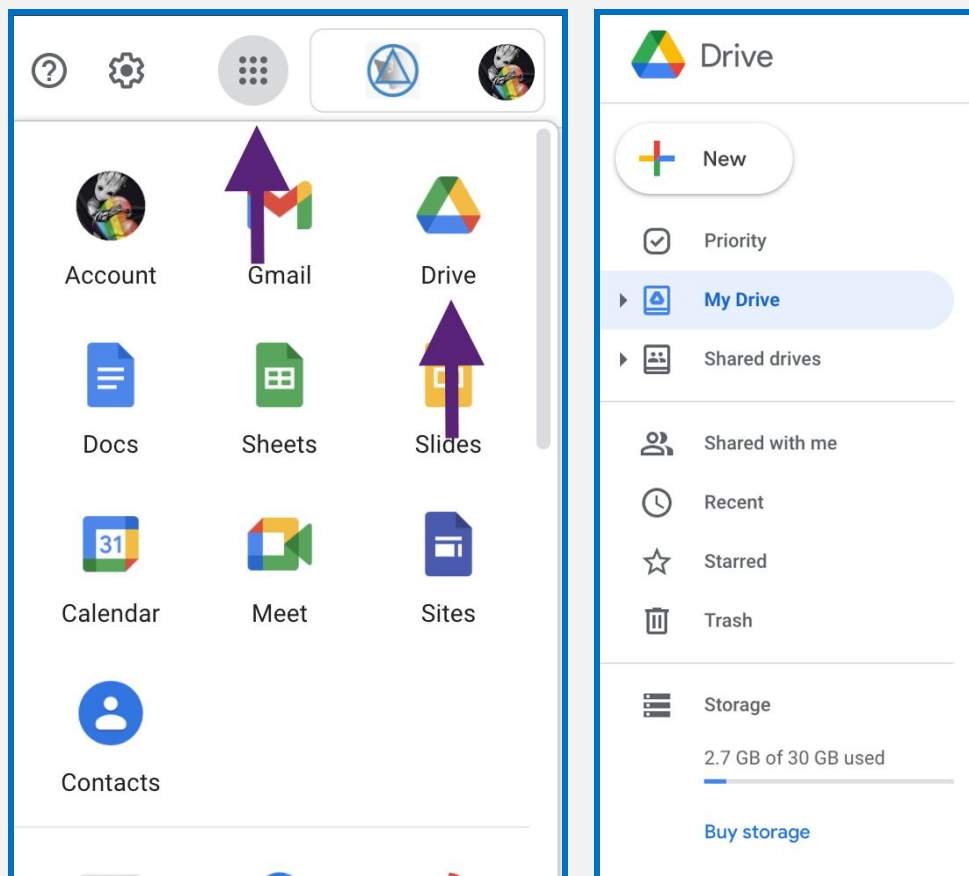 Account
Gmail
Drive
Docs
Sheets
Slides
31
Calendar
Meet
Sites
Contacts
Drive
New
Priority
My Drive
Shared drives
Shared with me
Recent
Starred
Trash
Storage
2.7 GB of 30 GB used
Buy storage